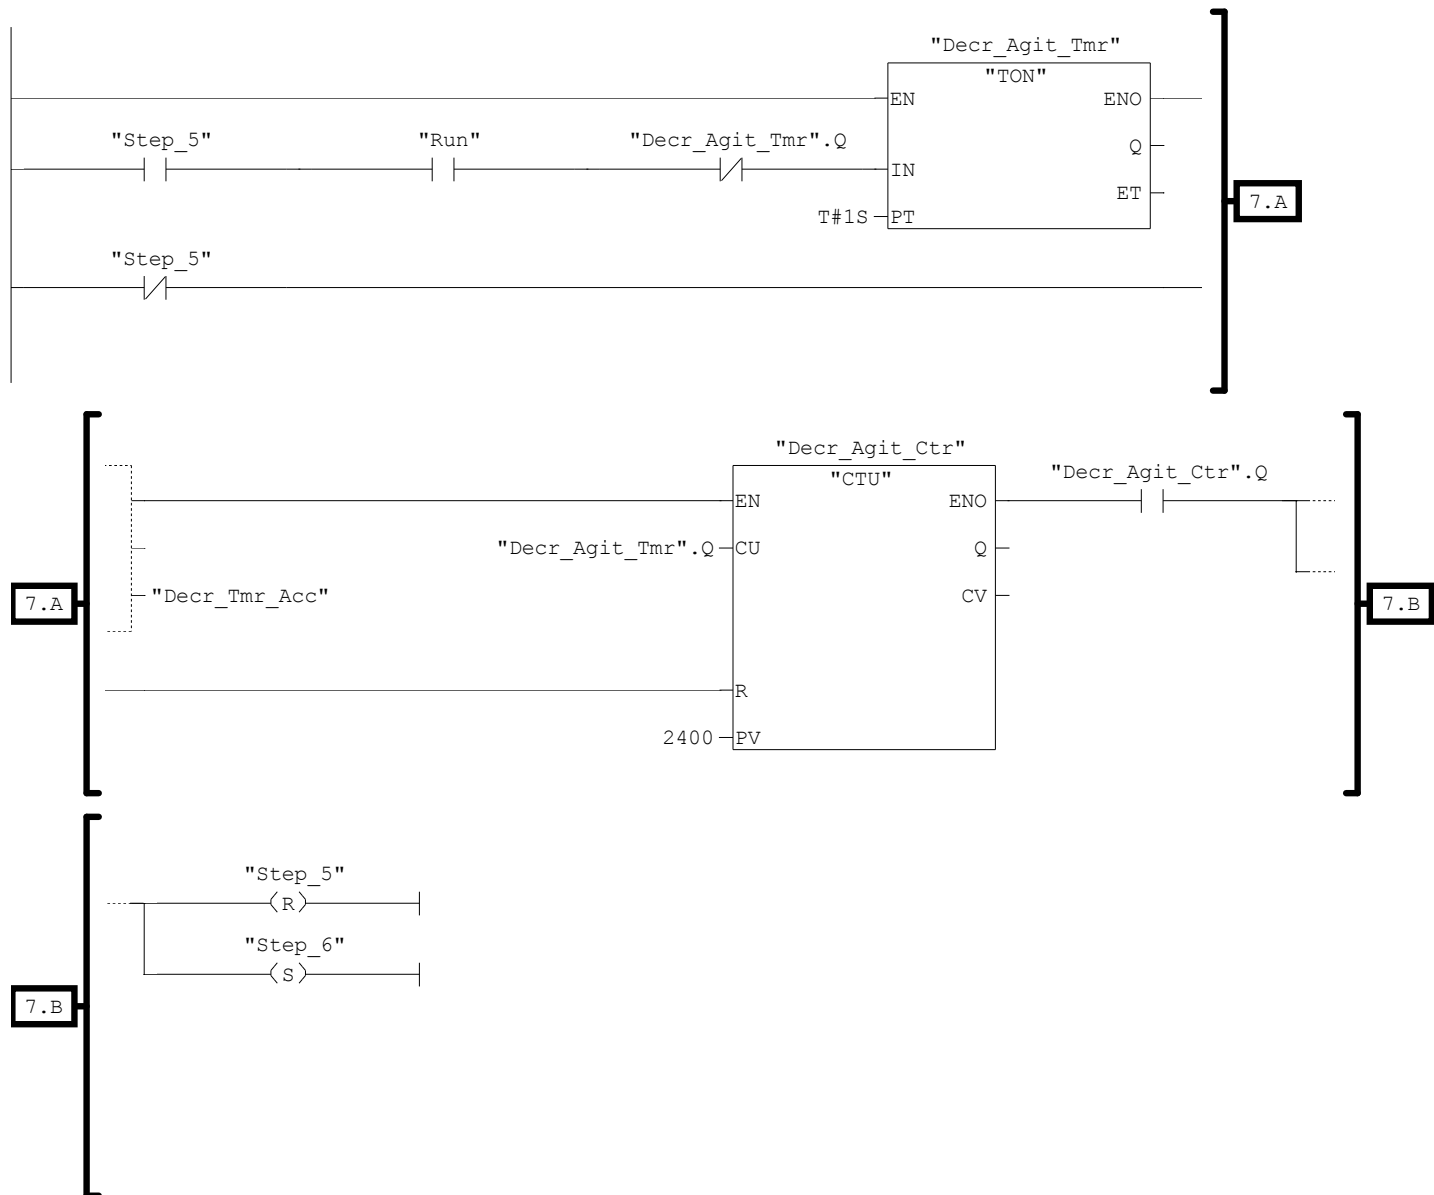 "Decr_Agit_Tmr"
"TON"
EN ENO
"Step_5" "Run" "Decr_Agit_Tmr".Q
Q
IN
ET
T#1S PT
7.A
"Step_5"
"Decr_Agit_Ctr"
"CTU"
"Decr_Agit_Ctr".Q
EN ENO
"Decr_Agit_Tmr".Q CU Q
7.A
"Decr_Tmr_Acc" CV
7.B
R
2400 PV
"Step_5"
R
"Step_6"
S
7.B